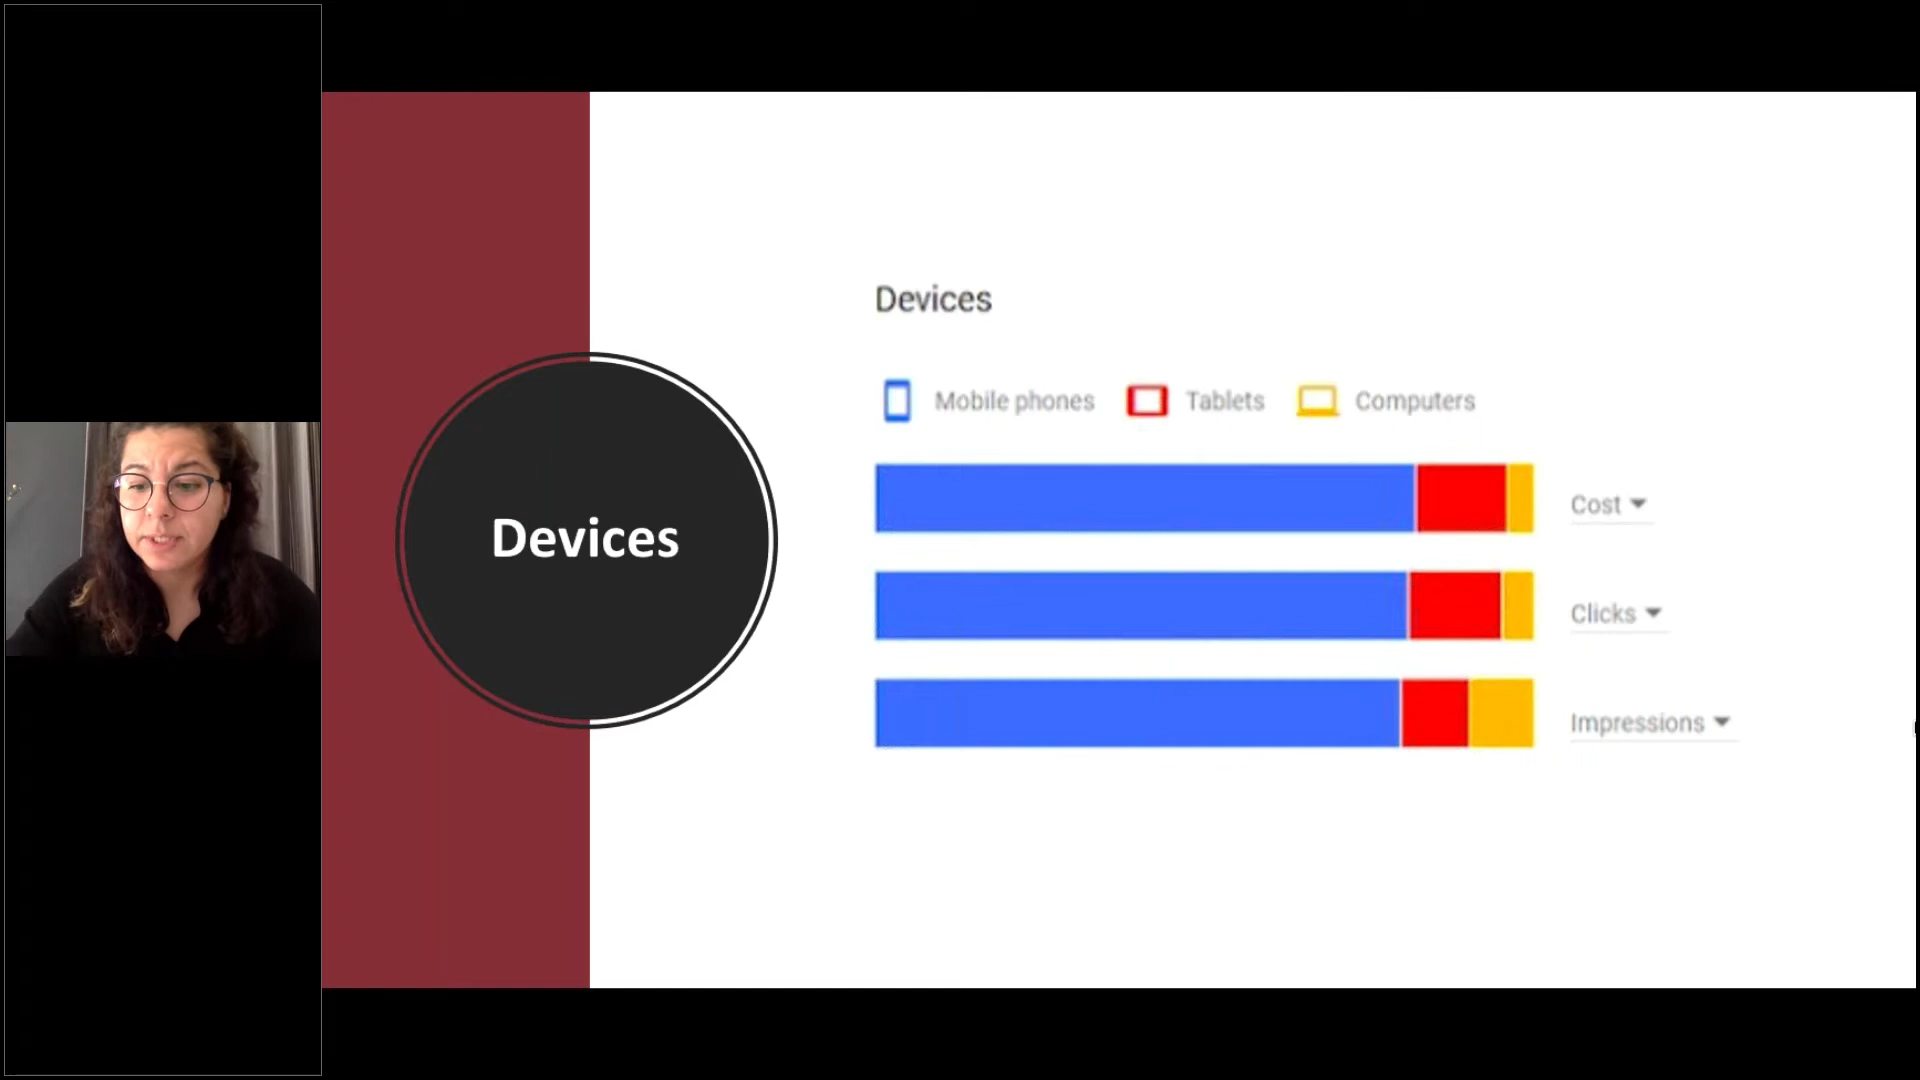 Devices
Devices
Mobile phones Tablets Computers
Cost
Clicks
Impressions